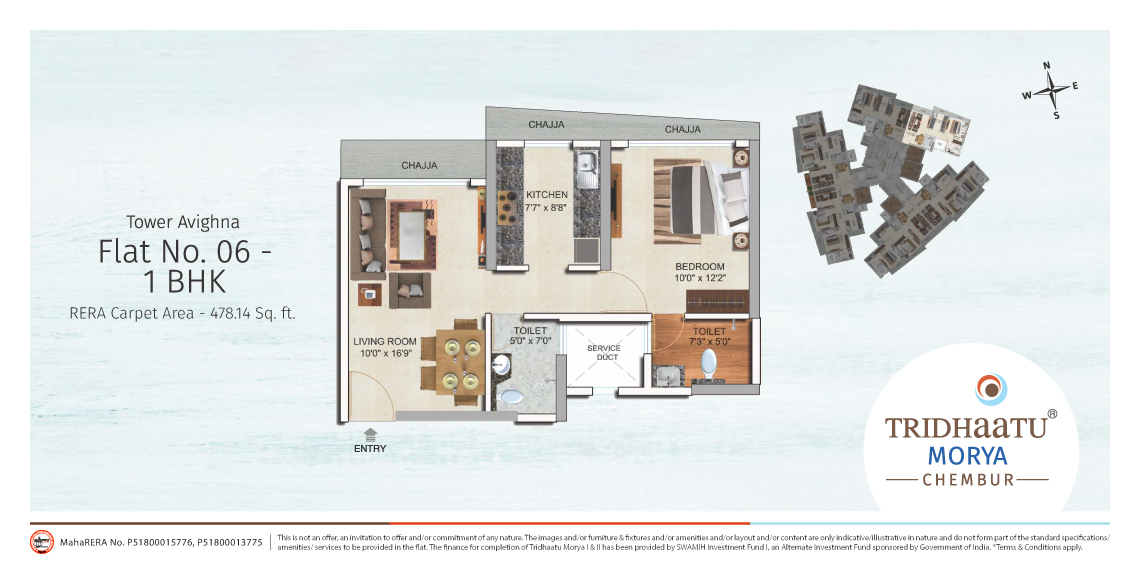 Tower Avighna
Flat No. 06 -
1 BHK
RERA Carpet Area - 478.14 Sq. ft.
CHAJJA
CHAJJA
CHAJJA
KITCHEN
7'7" x 8'8"
BEDROOM
10'0" x 12'2"
LIVING ROOM
10'0" x 16'9"
TOILET
5'0" x 7'0"
SERVICE
DUCT
TOILET
7'3" x 5'0"
ENTRY
N
W E
S
TRIDHaaTU®
MORYA
CHEMBUR
MahaRERA No. P51800015776, P51800013775
This is not an offer, an invitation to offer and/or commitment of any nature. The images and/or furniture & fixtures and/or amenities and/or layout and/or content are only indicative/illustrative in nature and do not form part of the standard specifications/
amenities/ services to be provided in the flat. The finance for completion of Tridhaatu Morya I & II has been provided by SWAMIH Investment Fund I, an Alternate Investment Fund sponsored by Government of India. *Terms & Conditions apply.